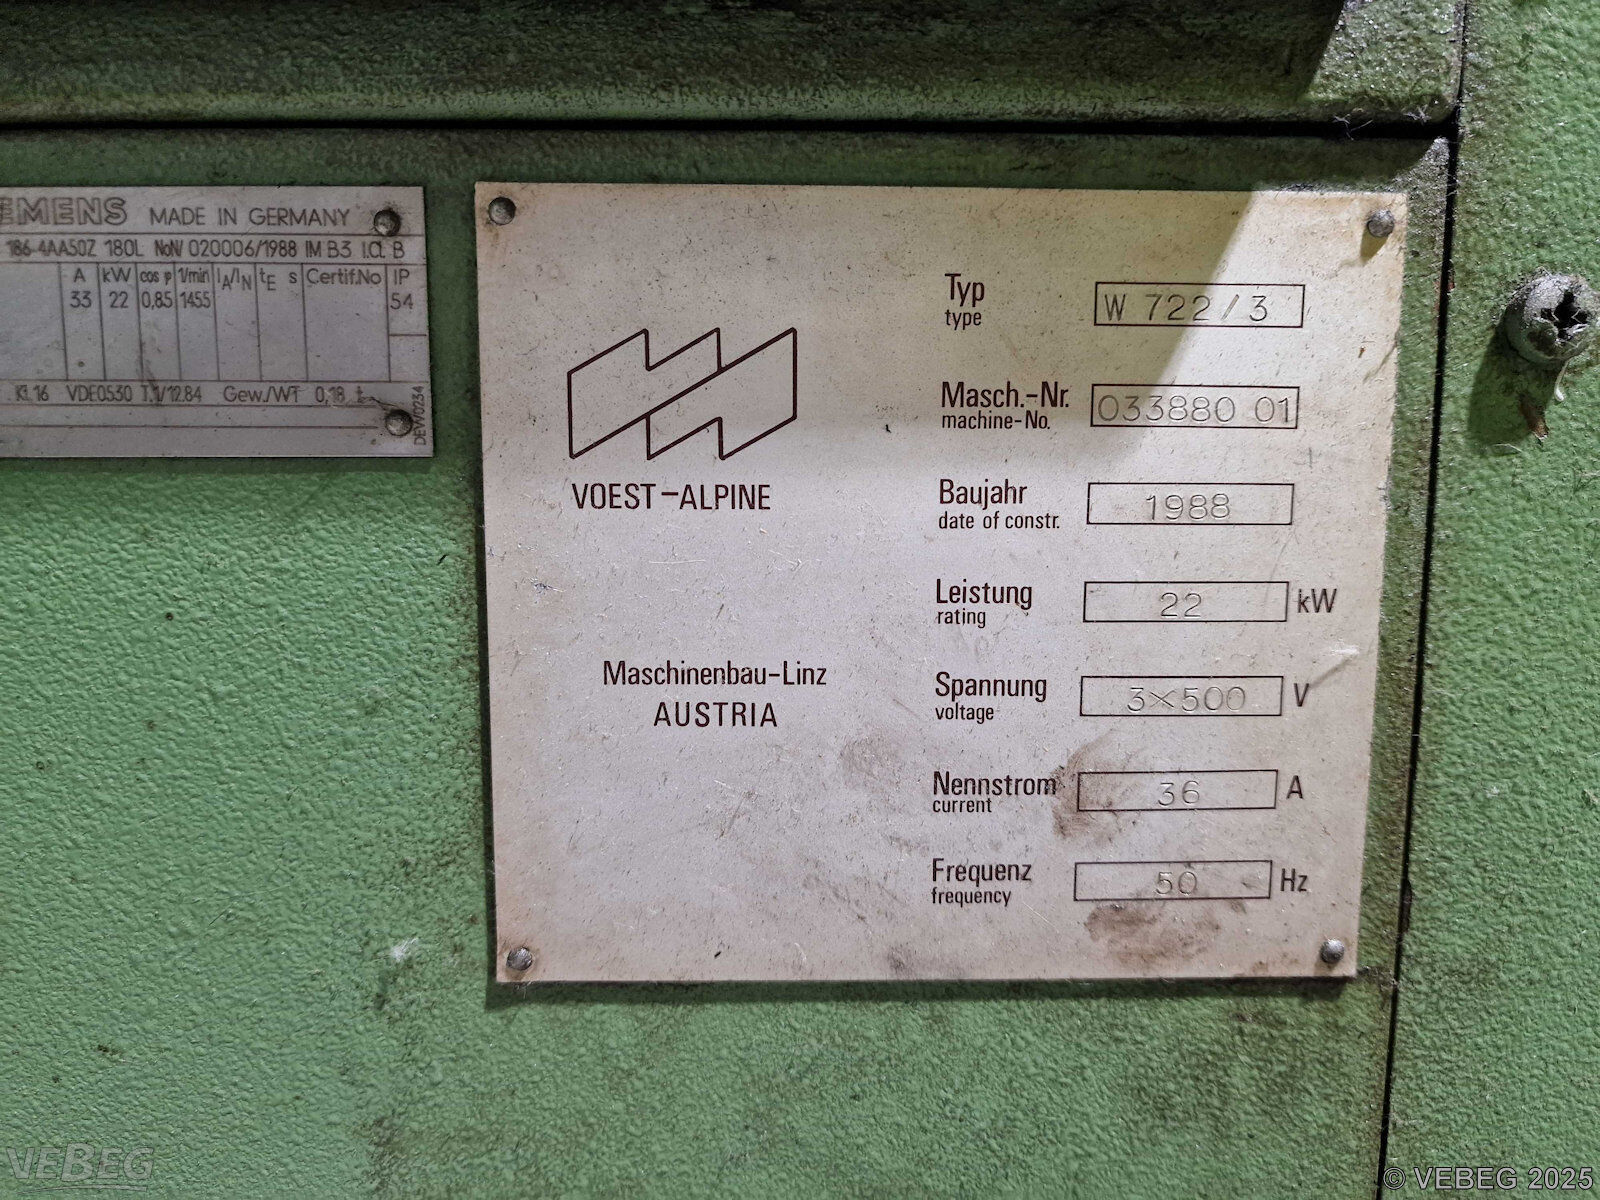 EMENS MADE IN GERMANY
186-4AA50Z 180L No N/ 020006/1988 IM B3 I.Cl. B
A kW cos φ 1/min IA/IN tE s Certif.No IP
33 22 0,85 1455 54
Kl.16 VDE0530 T.1/12.84 Gew./WT 0,18 t
DEW0234
VOEST-ALPINE
Maschinenbau-Linz
AUSTRIA
Typ W 722/3
type
Masch.-Nr. 033880 01
machine-No.
Baujahr 1988
date of constr.
Leistung 22 kW
rating
Spannung 3×500 V
voltage
Nennstrom 36 A
current
Frequenz 50 Hz
frequency
VEBEG
© VEBEG 2025